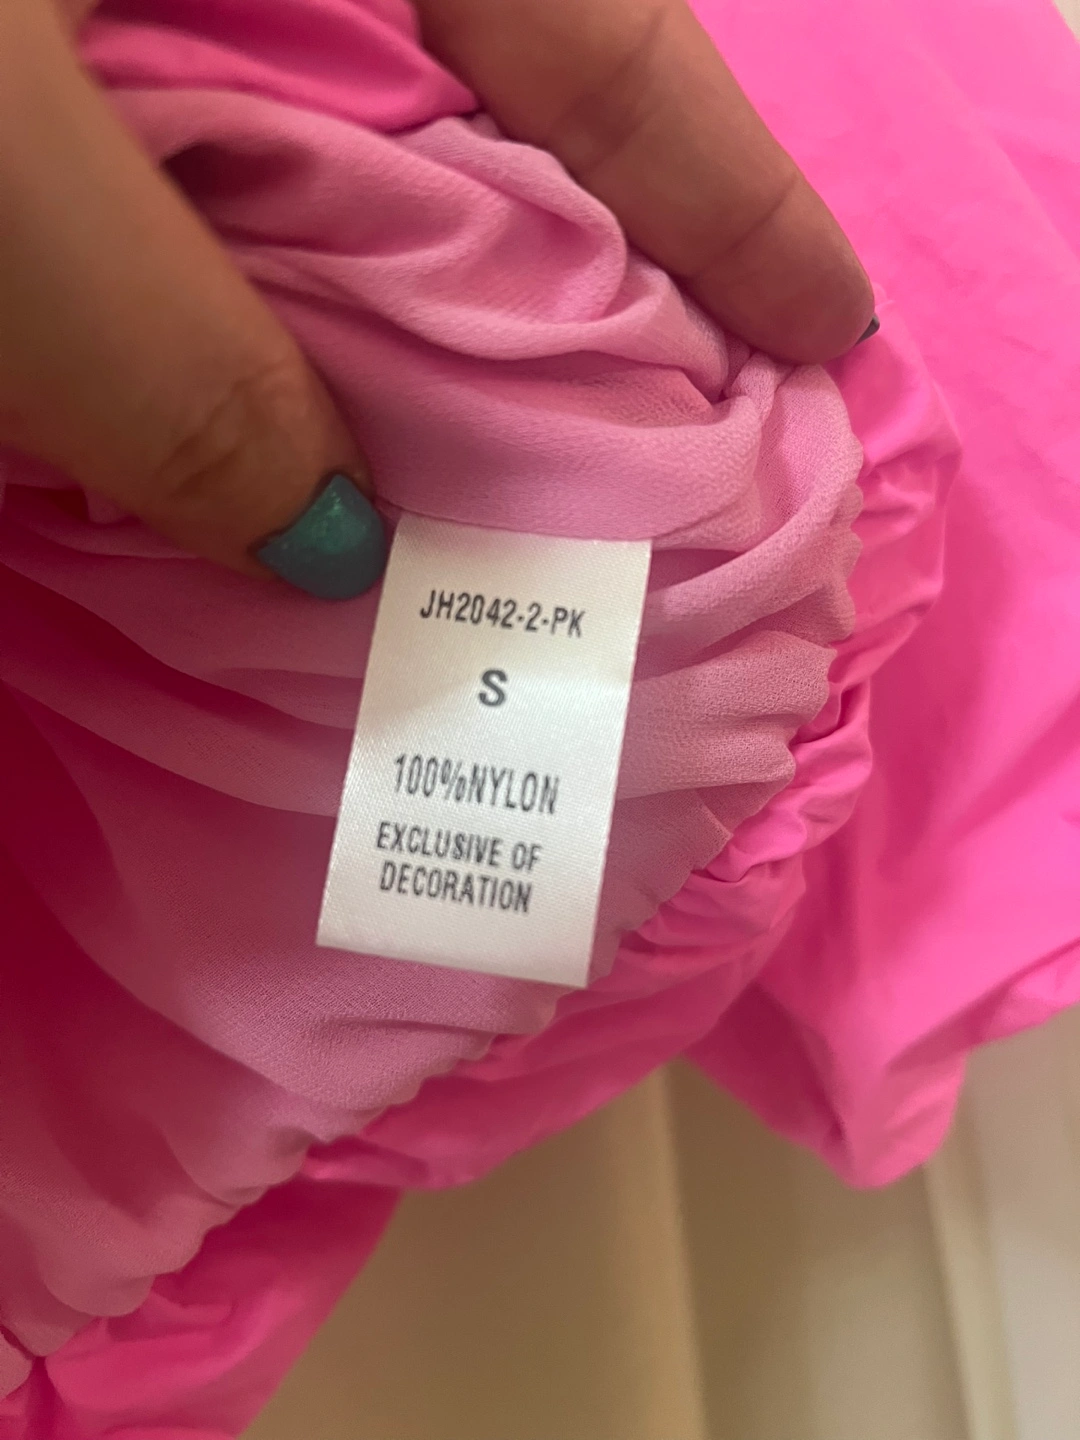 JH2042-2-PK
S
100%NYLON
EXCLUSIVE OF
DECORATION